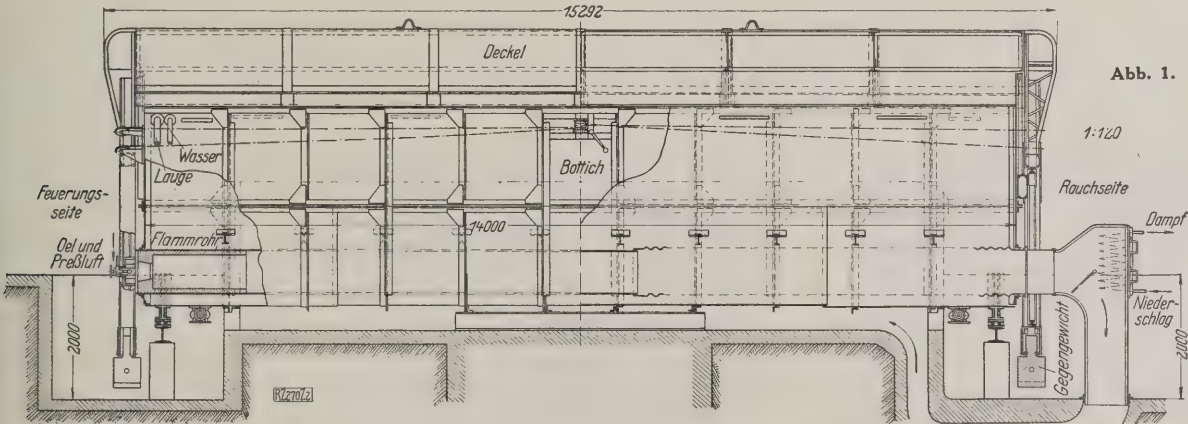 15292
Deckel
Abb. 1.
1:120
Wasser
Lauge
Bottich
Feuerungs-
seite
Rauchseite
14000
Dampf
Flammrohr
Oel und
Preßluft
Nieder-
schlag
2000
2000
Gegengewicht
RZ270Z2